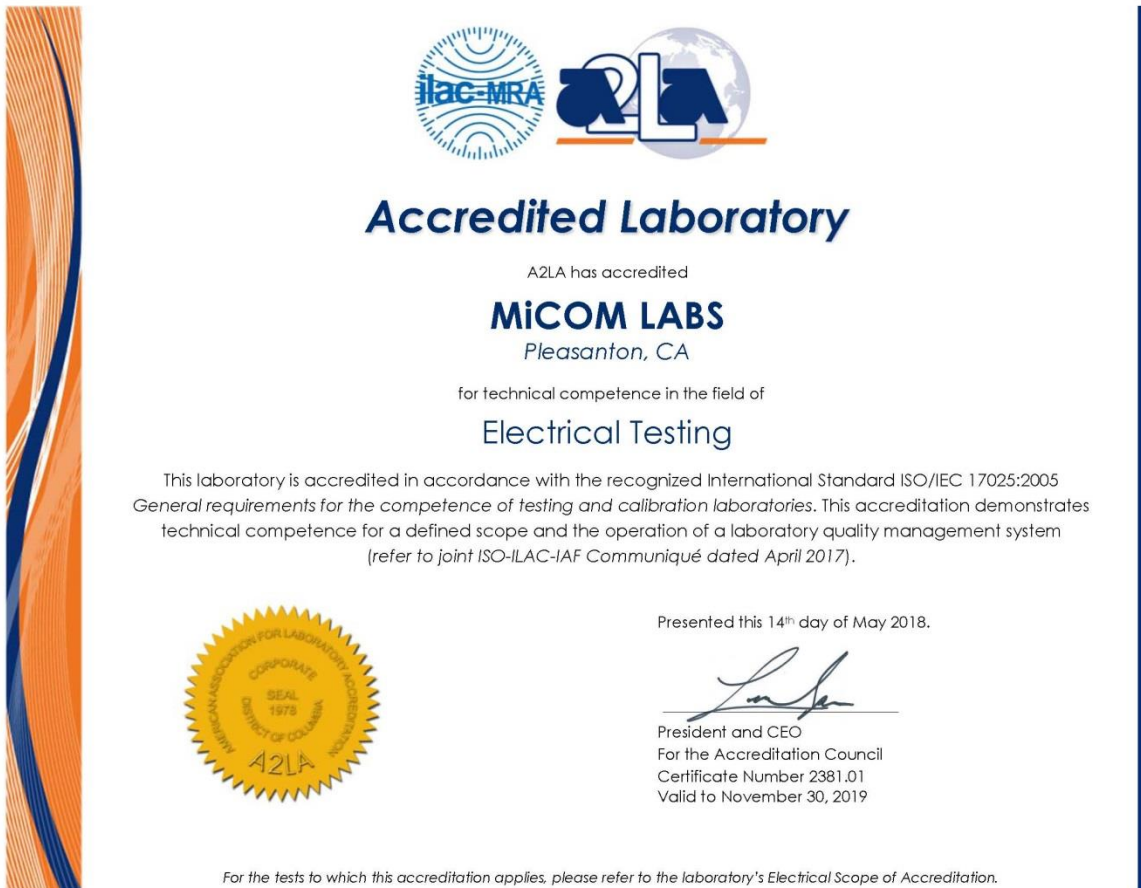 ilac-MRA
A2LA
Accredited Laboratory
A2LA has accredited
MiCOM LABS
Pleasanton, CA
for technical competence in the field of
Electrical Testing
This laboratory is accredited in accordance with the recognized International Standard ISO/IEC 17025:2005
General requirements for the competence of testing and calibration laboratories. This accreditation demonstrates
technical competence for a defined scope and the operation of a laboratory quality management system
(refer to joint ISO-ILAC-IAF Communiqué dated April 2017).
AMERICAN ASSOCIATION FOR LABORATORY ACCREDITATION
CORPORATE
SEAL
1978
DISTRICT OF COLUMBIA
A2LA
Presented this 14th day of May 2018.
President and CEO
For the Accreditation Council
Certificate Number 2381.01
Valid to November 30, 2019
For the tests to which this accreditation applies, please refer to the laboratory's Electrical Scope of Accreditation.